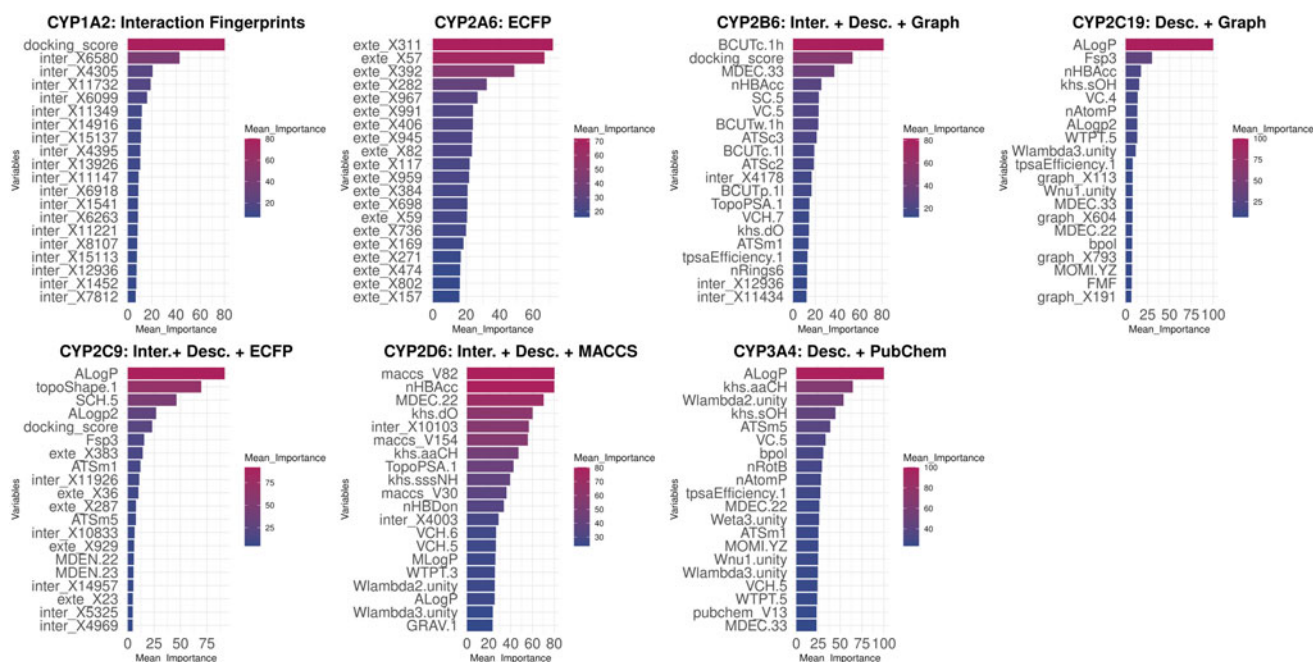 CYP1A2: Interaction Fingerprints
docking_score
inter_X6580
inter_X4305
inter_X11732
inter_X6099
inter_X11349
inter_X14916
inter_X15137
inter_X4395
inter_X13926
inter_X11147
inter_X6918
inter_X1541
inter_X6263
inter_X11221
inter_X8107
inter_X15113
inter_X12936
inter_X1452
inter_X7812
Variables
0 20 40 60 80
Mean_Importance
Mean_Importance
80
60
40
20
CYP2A6: ECFP
exte_X311
exte_X57
exte_X392
exte_X282
exte_X967
exte_X991
exte_X406
exte_X945
exte_X82
exte_X117
exte_X959
exte_X384
exte_X698
exte_X59
exte_X736
exte_X169
exte_X271
exte_X474
exte_X802
exte_X157
Variables
0 20 40 60
Mean_Importance
Mean_Importance
70
60
50
40
30
20
CYP2B6: Inter. + Desc. + Graph
BCUTc.1h
docking_score
MDEC.33
nHBAcc
SC.5
VC.5
BCUTw.1h
ATSc3
BCUTc.1l
ATSc2
inter_X4178
BCUTp.1l
TopoPSA.1
VCH.7
khs.dO
ATSm1
tpsaEfficiency.1
nRings6
inter_X12936
inter_X11434
Variables
0 20 40 60 80
Mean_Importance
Mean_Importance
80
60
40
20
CYP2C19: Desc. + Graph
ALogP
Fsp3
nHBAcc
khs.sOH
VC.4
nAtomP
ALogp2
WTPT.5
Wlambda3.unity
tpsaEfficiency.1
graph_X113
Wnu1.unity
MDEC.33
graph_X604
MDEC.22
bpol
graph_X793
MOMI.YZ
FMF
graph_X191
Variables
0 25 50 75 100
Mean_Importance
Mean_Importance
100
75
50
25
CYP2C9: Inter.+ Desc. + ECFP
ALogP
topoShape.1
SCH.5
ALogp2
docking_score
Fsp3
exte_X383
ATSm1
inter_X11926
exte_X36
exte_X287
ATSm5
inter_X10833
exte_X929
MDEN.22
MDEN.23
inter_X14957
exte_X23
inter_X5325
inter_X4969
Variables
0 25 50 75
Mean_Importance
Mean_Importance
75
50
25
CYP2D6: Inter. + Desc. + MACCS
maccs_V82
nHBAcc
MDEC.22
khs.dO
inter_X10103
maccs_V154
khs.aaCH
TopoPSA.1
khs.sssNH
maccs_V30
nHBDon
inter_X4003
VCH.6
VCH.5
MLogP
WTPT.3
Wlambda2.unity
ALogP
Wlambda3.unity
GRAV.1
Variables
0 20 40 60 80
Mean_Importance
Mean_Importance
80
70
60
50
40
30
CYP3A4: Desc. + PubChem
ALogP
khs.aaCH
Wlambda2.unity
khs.sOH
ATSm5
VC.5
bpol
nRotB
nAtomP
tpsaEfficiency.1
MDEC.22
Weta3.unity
ATSm1
MOMI.YZ
Wnu1.unity
Wlambda3.unity
VCH.5
WTPT.5
pubchem_V13
MDEC.33
Variables
0 25 50 75 100
Mean_Importance
Mean_Importance
100
80
60
40